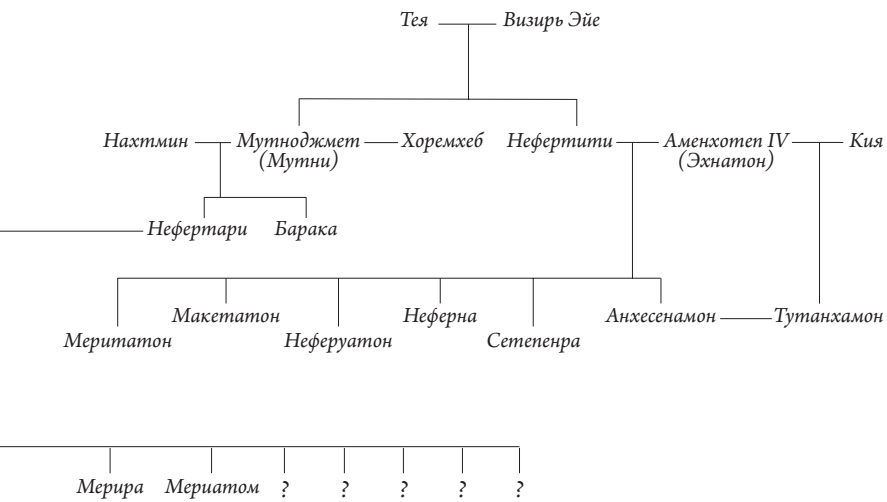 Тея Визирь Эйе
Нахтмин Мутноджмет Хоремхеб Нефертити Аменхотеп IV Кия
(Мутни) (Эхнатон)
Нефертари Барака
Макетатон Неферна Анхесенамон Тутанхамон
Меритатон Неферуатон Сетепенра
Мерира Мериатом ? ? ? ? ?